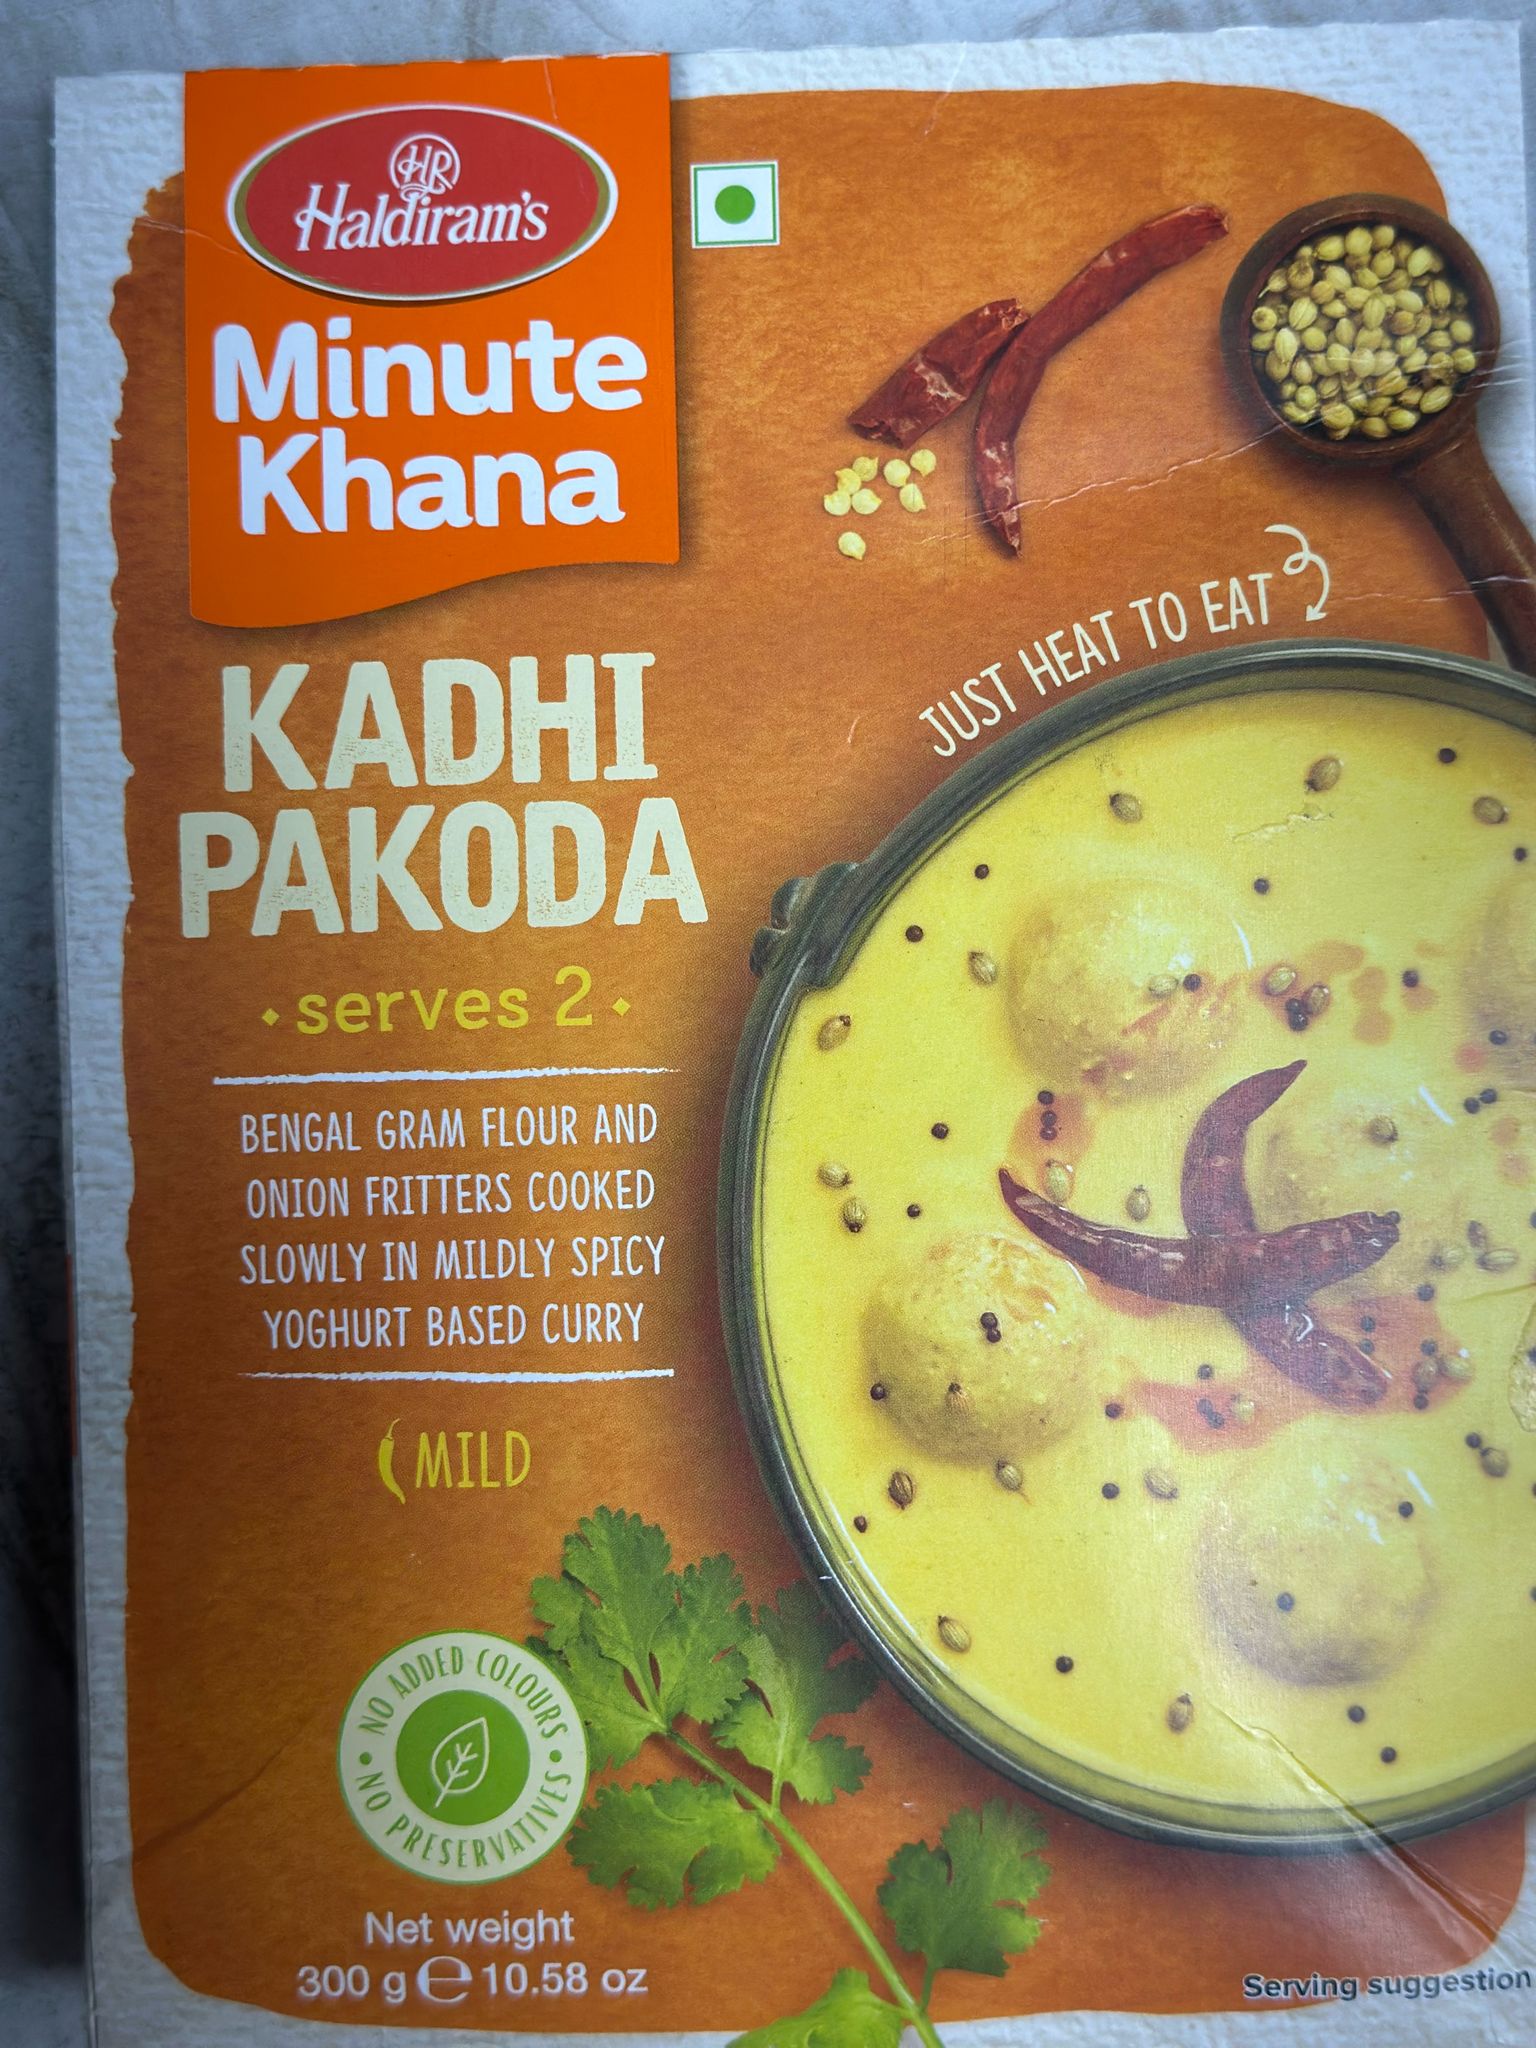 HR
Haldiram's
Minute
Khana
JUST HEAT TO EAT
KADHI
PAKODA
serves 2
BENGAL GRAM FLOUR AND
ONION FRITTERS COOKED
SLOWLY IN MILDLY SPICY
YOGHURT BASED CURRY
MILD
NO ADDED COLOURS
NO PRESERVATIVES
Net weight
300 g e 10.58 oz
Serving suggestion